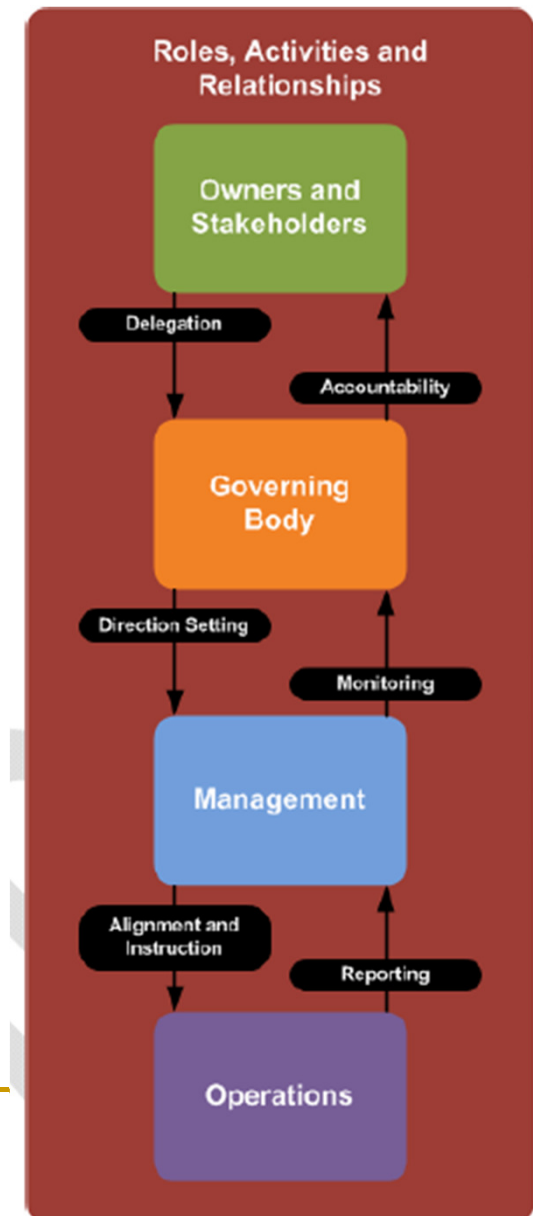 Roles, Activities and
Relationships
Owners and
Stakeholders
Delegation
Accountability
Governing
Body
Direction Setting
Monitoring
Management
Alignment and
Instruction
Reporting
Operations